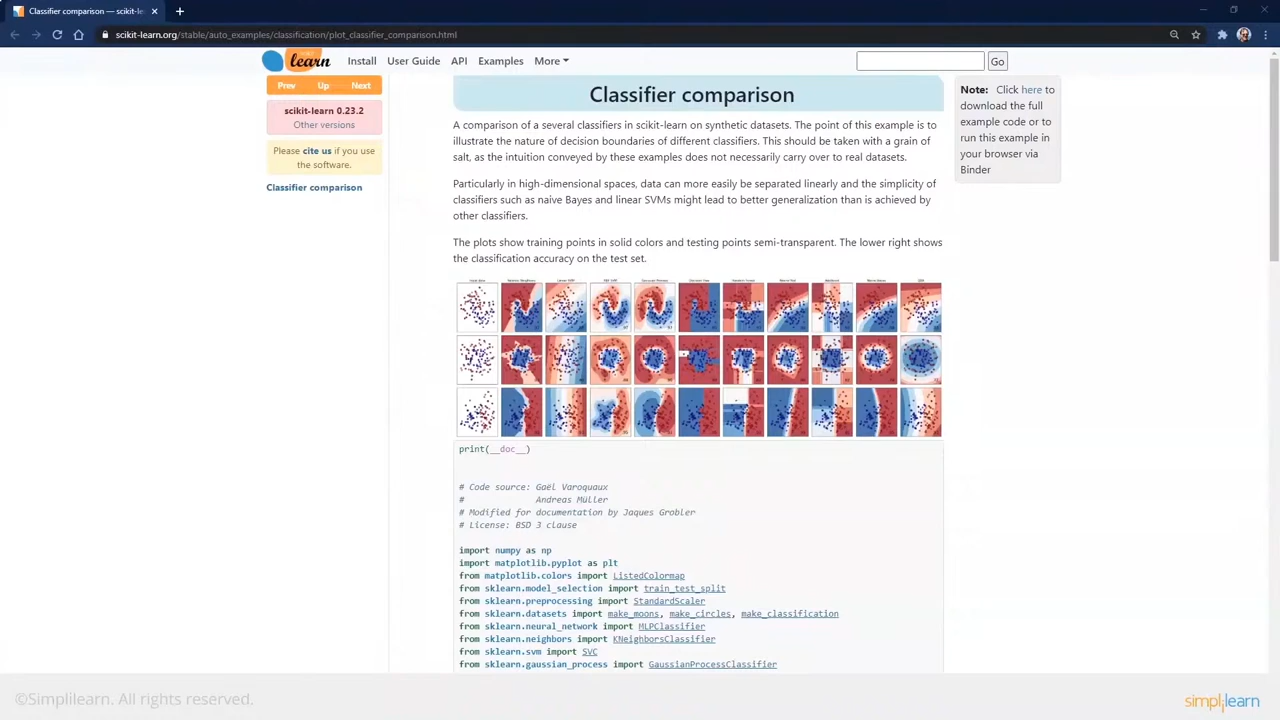 Classifier comparison — scikit-le
scikit-learn.org/stable/auto_examples/classification/plot_classifier_comparison.html
learn
Install User Guide API Examples More
Go
Prev Up Next
scikit-learn 0.23.2
Other versions
Please cite us if you use
the software.
Classifier comparison
Classifier comparison
A comparison of a several classifiers in scikit-learn on synthetic datasets. The point of this example is to
illustrate the nature of decision boundaries of different classifiers. This should be taken with a grain of
salt, as the intuition conveyed by these examples does not necessarily carry over to real datasets.
Particularly in high-dimensional spaces, data can more easily be separated linearly and the simplicity of
classifiers such as naive Bayes and linear SVMs might lead to better generalization than is achieved by
other classifiers.
The plots show training points in solid colors and testing points semi-transparent. The lower right shows
the classification accuracy on the test set.
Note: Click here to
download the full
example code or to
run this example in
your browser via
Binder
print(__doc__)
# Code source: Gaël Varoquaux
# Andreas Müller
# Modified for documentation by Jaques Grobler
# License: BSD 3 clause
import numpy as np
import matplotlib.pyplot as plt
from matplotlib.colors import ListedColormap
from sklearn.model_selection import train_test_split
from sklearn.preprocessing import StandardScaler
from sklearn.datasets import make_moons, make_circles, make_classification
from sklearn.neural_network import MLPClassifier
from sklearn.neighbors import KNeighborsClassifier
from sklearn.svm import SVC
from sklearn.gaussian_process import GaussianProcessClassifier
©Simplilearn. All rights reserved.
simplilearn